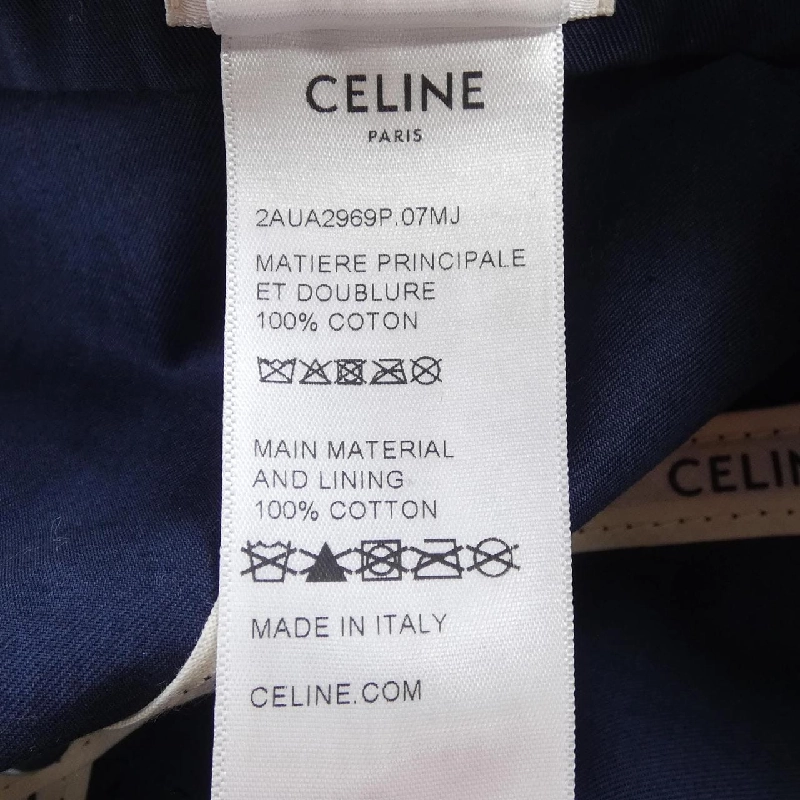 CELINE
PARIS
2AUA2969P.07MJ
MATIERE PRINCIPALE
ET DOUBLURE
100% COTON
MAIN MATERIAL
AND LINING
100% COTTON
MADE IN ITALY
CELINE.COM
CELIN